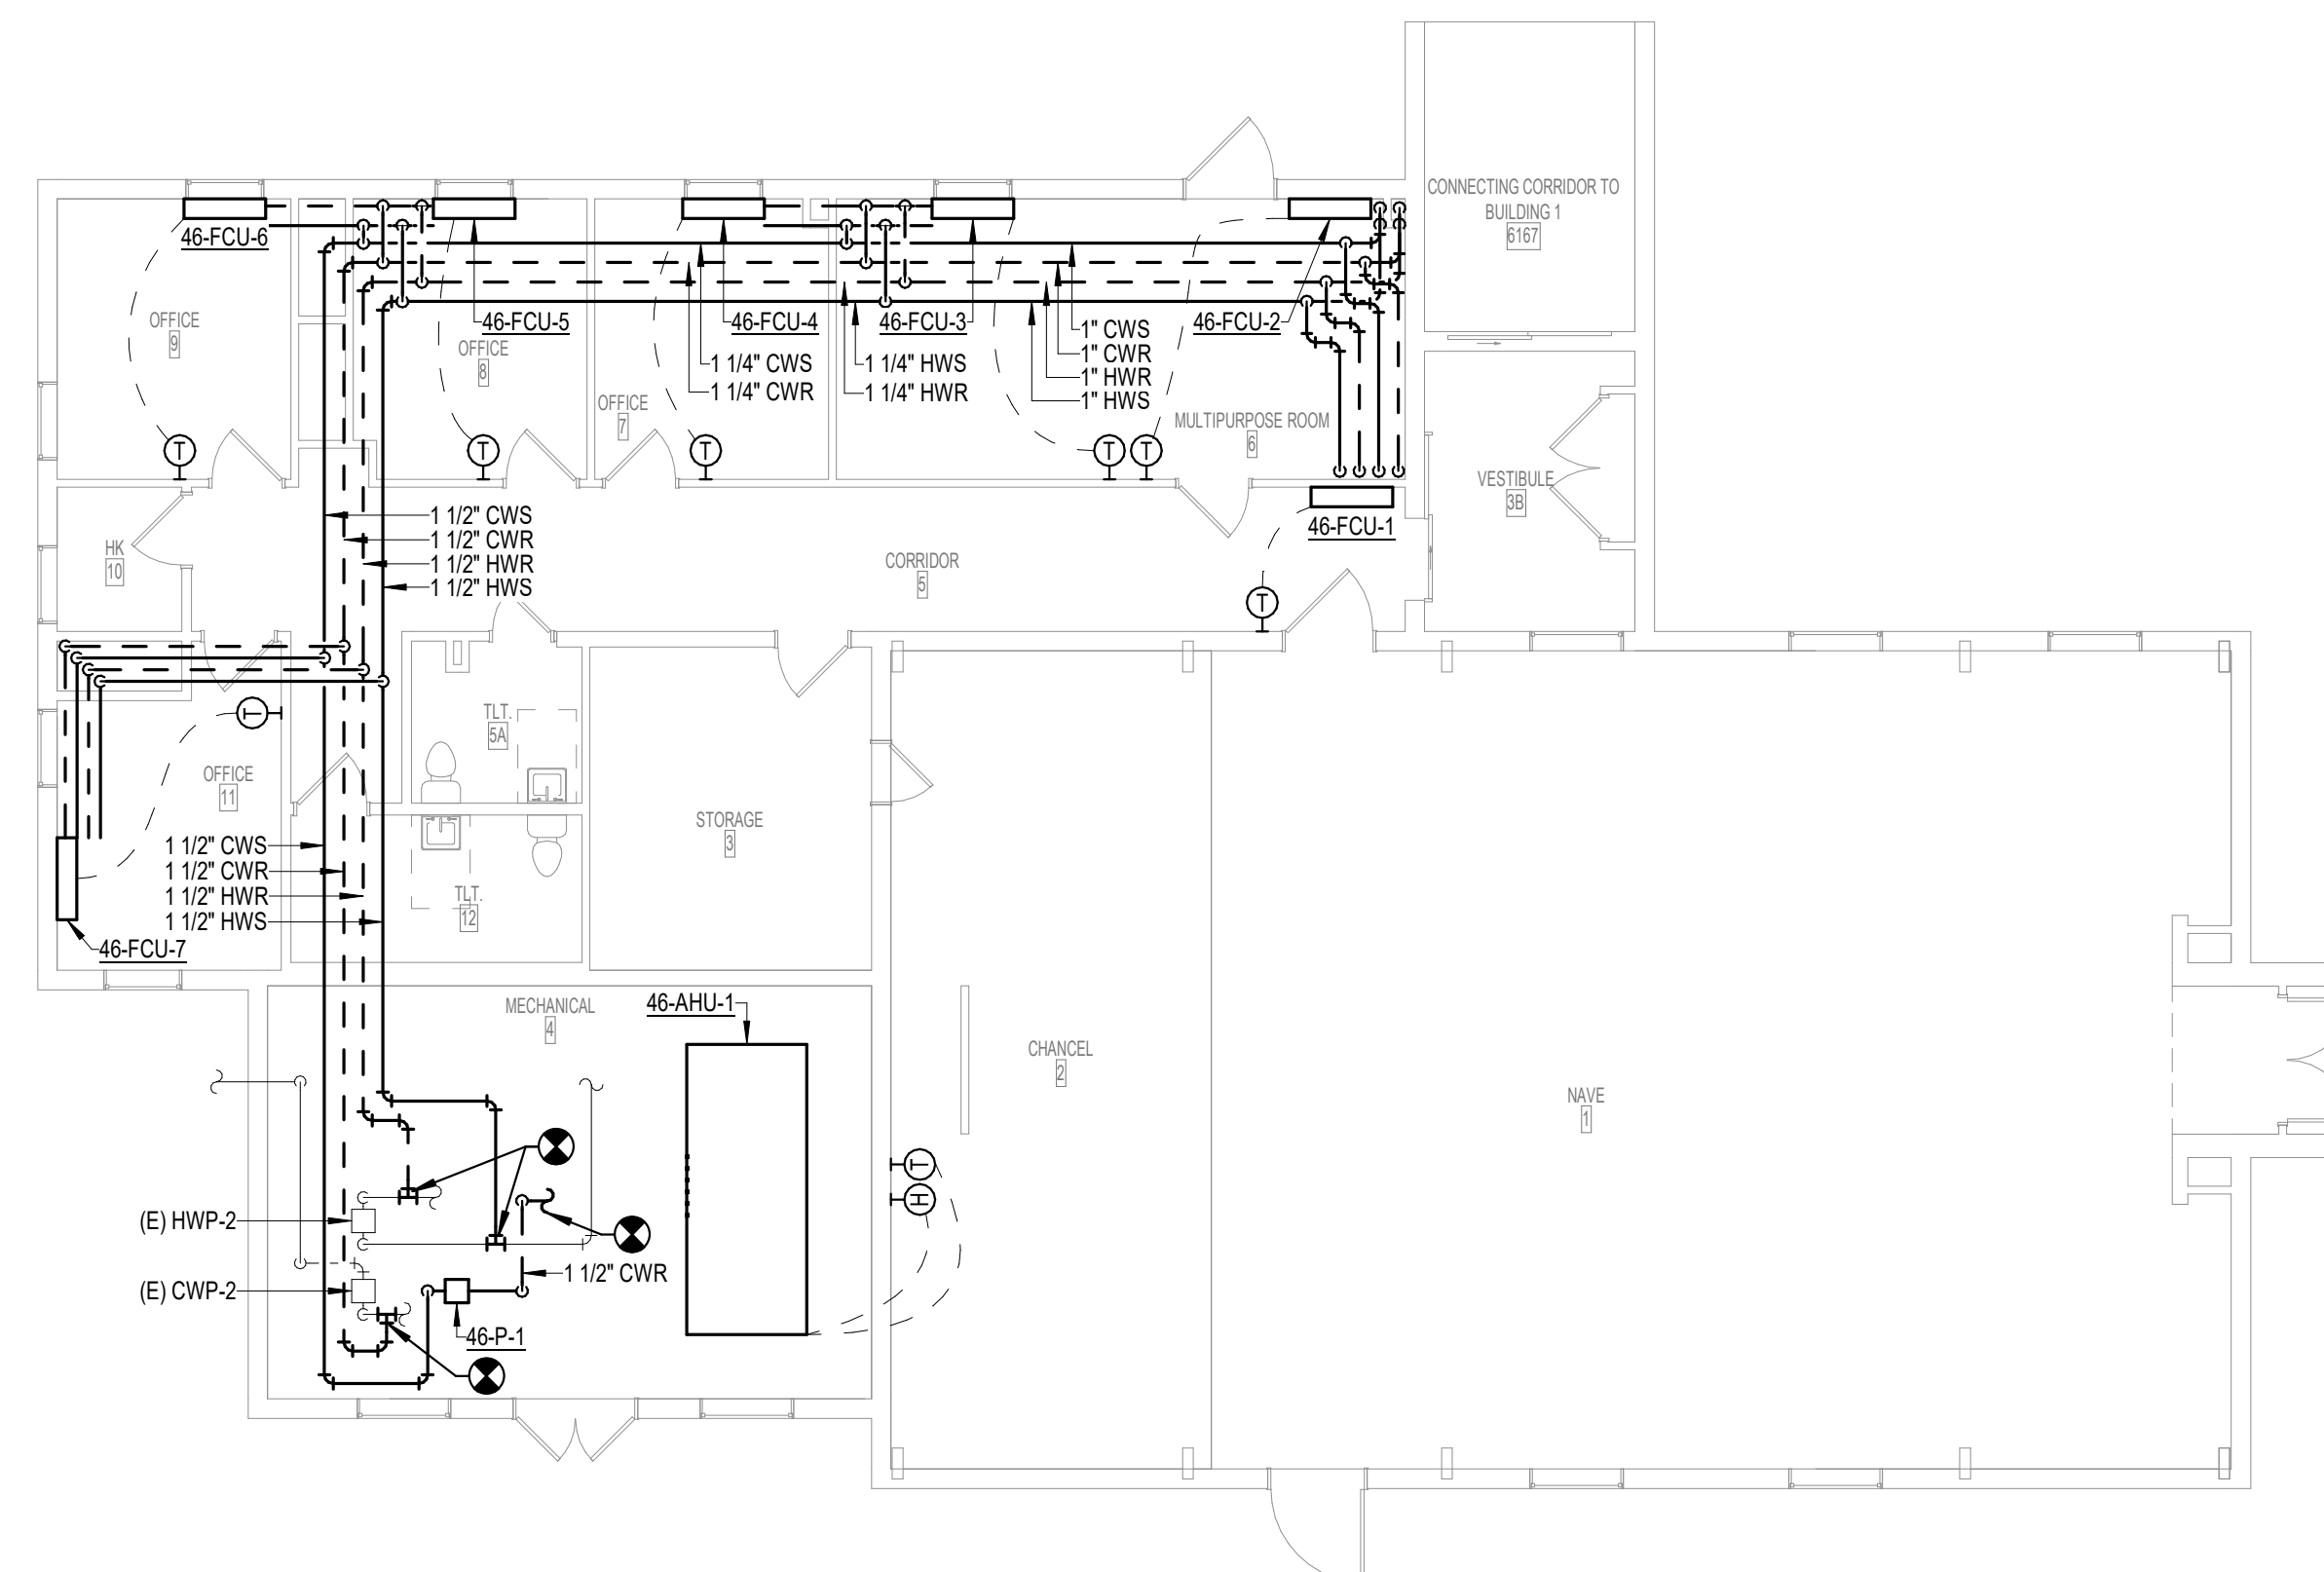 CONNECTING CORRIDOR TO
BUILDING 1
6167
46-FCU-6
46-FCU-5
46-FCU-4
46-FCU-3
46-FCU-2
OFFICE
9
OFFICE
8
OFFICE
7
1 1/4" CWS
1 1/4" CWR
1 1/4" HWS
1 1/4" HWR
1" CWS
1" CWR
1" HWR
1" HWS
MULTIPURPOSE ROOM
6
T
T
T
T
T
VESTIBULE
3B
46-FCU-1
1 1/2" CWS
1 1/2" CWR
1 1/2" HWR
1 1/2" HWS
HK
10
CORRIDOR
5
T
T
TLT.
5A
OFFICE
11
STORAGE
3
1 1/2" CWS
1 1/2" CWR
1 1/2" HWR
1 1/2" HWS
TLT.
12
46-FCU-7
MECHANICAL
4
46-AHU-1
CHANCEL
2
NAVE
1
T
H
(E) HWP-2
(E) CWP-2
1 1/2" CWR
46-P-1